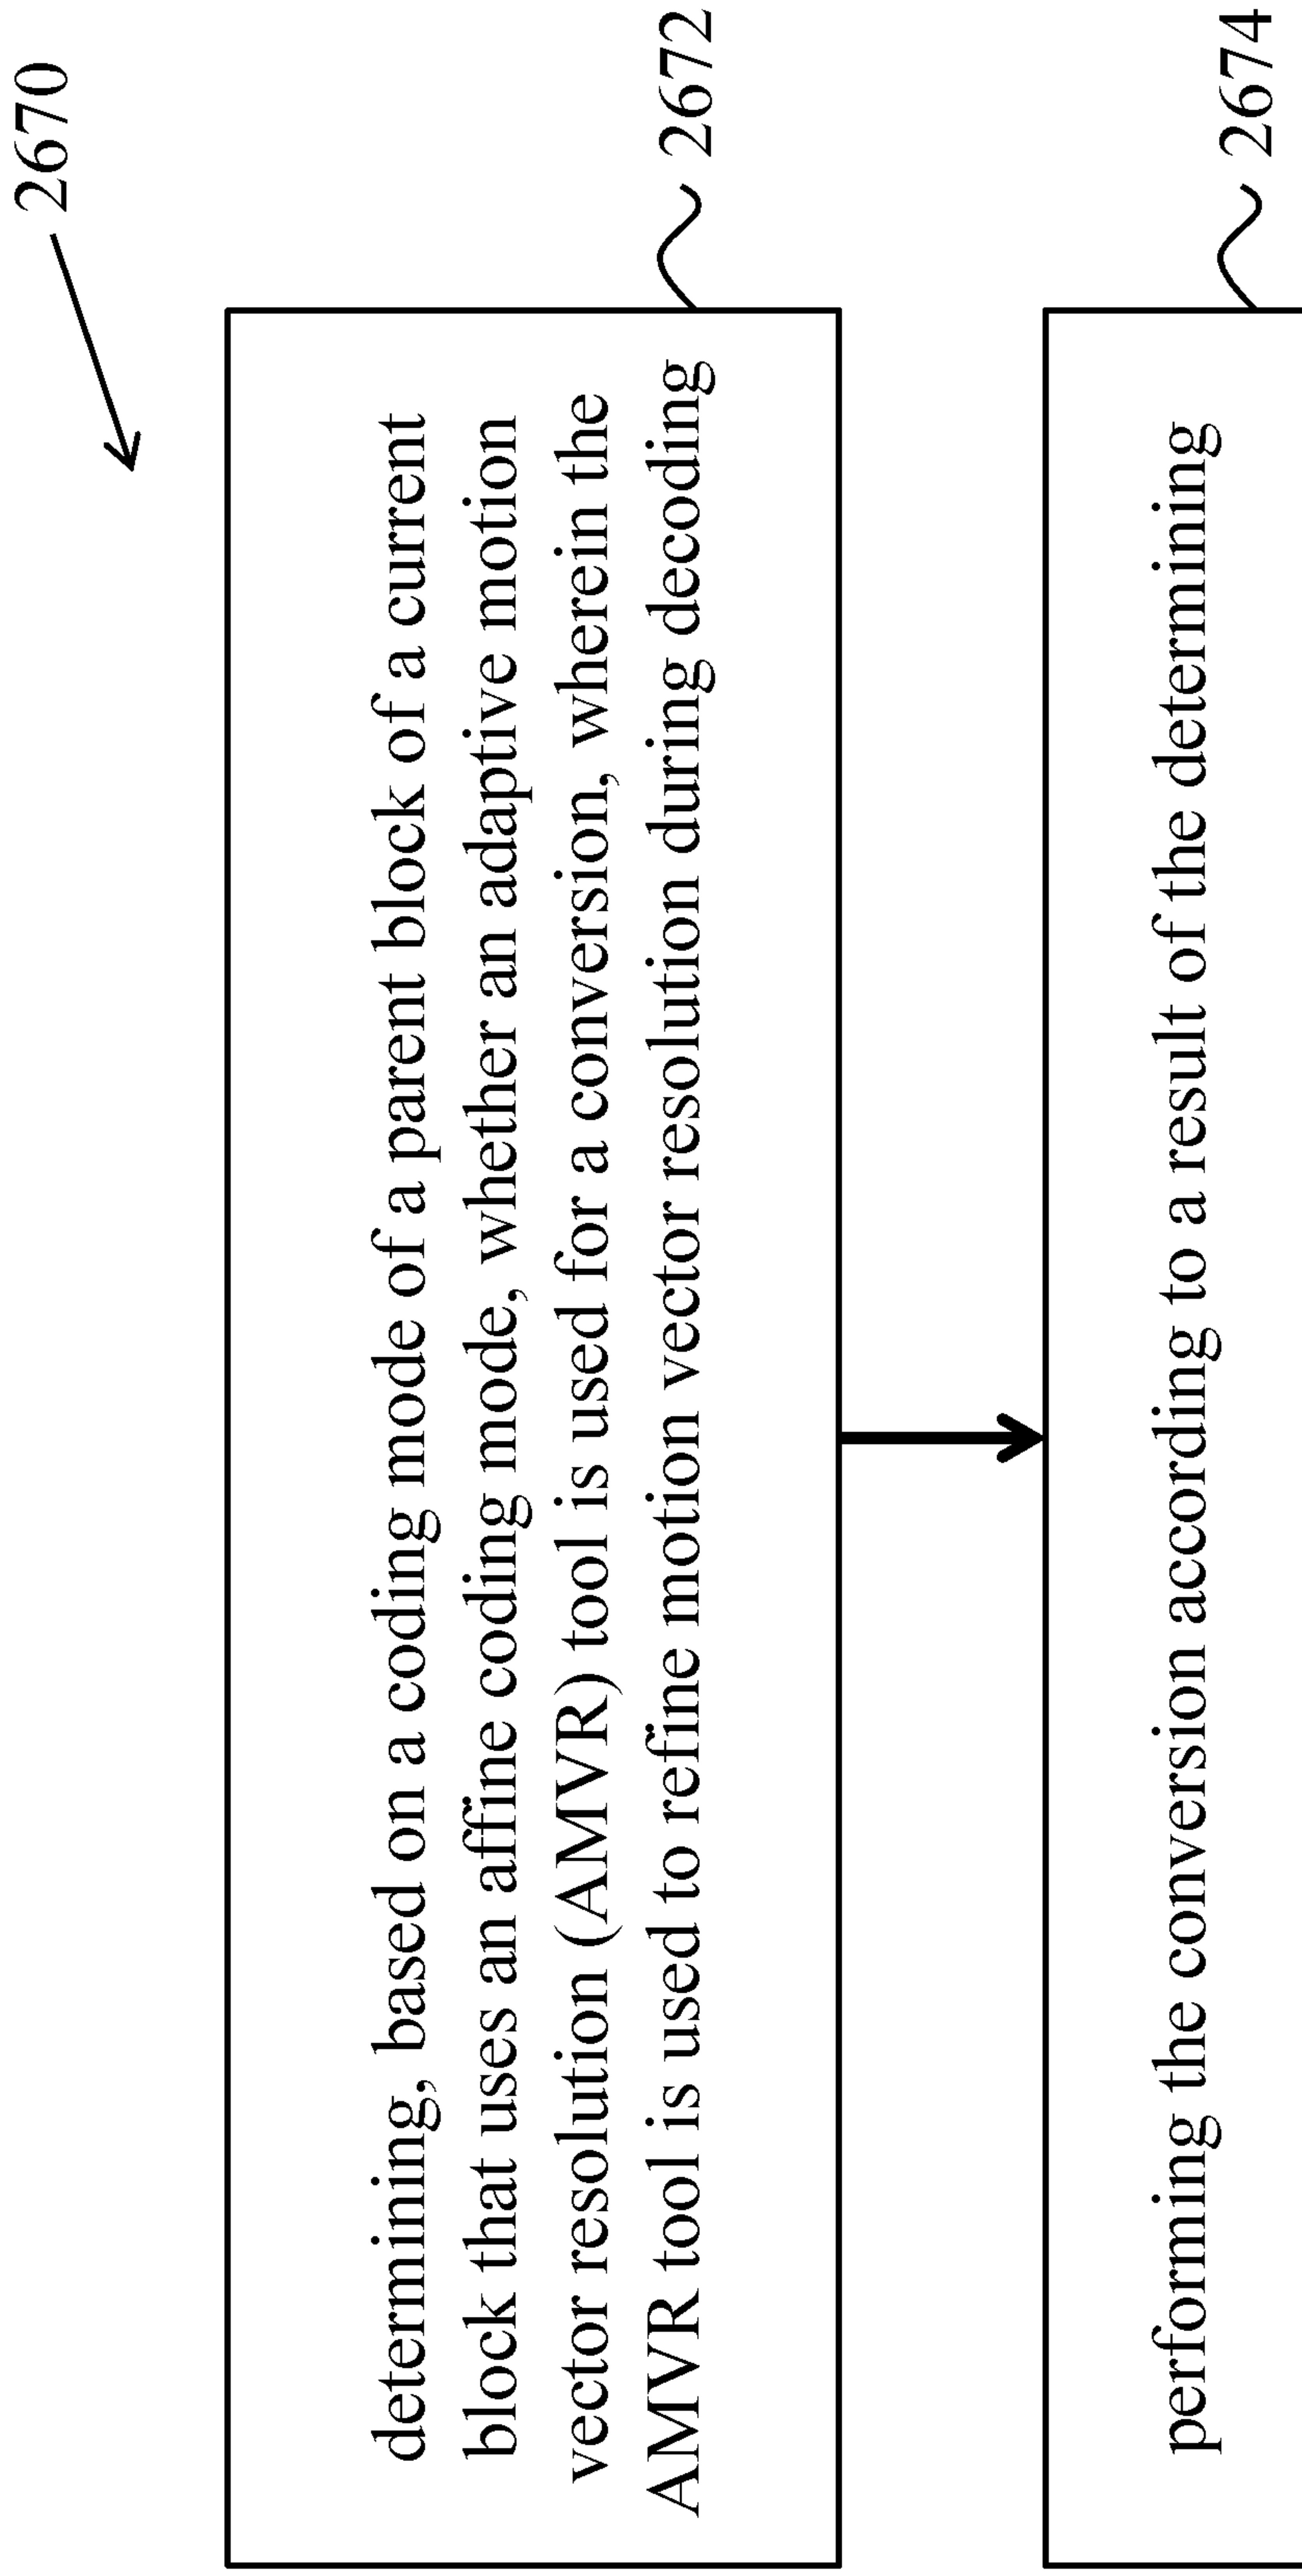 2670
determining, based on a coding mode of a parent block of a current
block that uses an affine coding mode, whether an adaptive motion
vector resolution (AMVR) tool is used for a conversion, wherein the
AMVR tool is used to refine motion vector resolution during decoding
2672
performing the conversion according to a result of the determining
2674